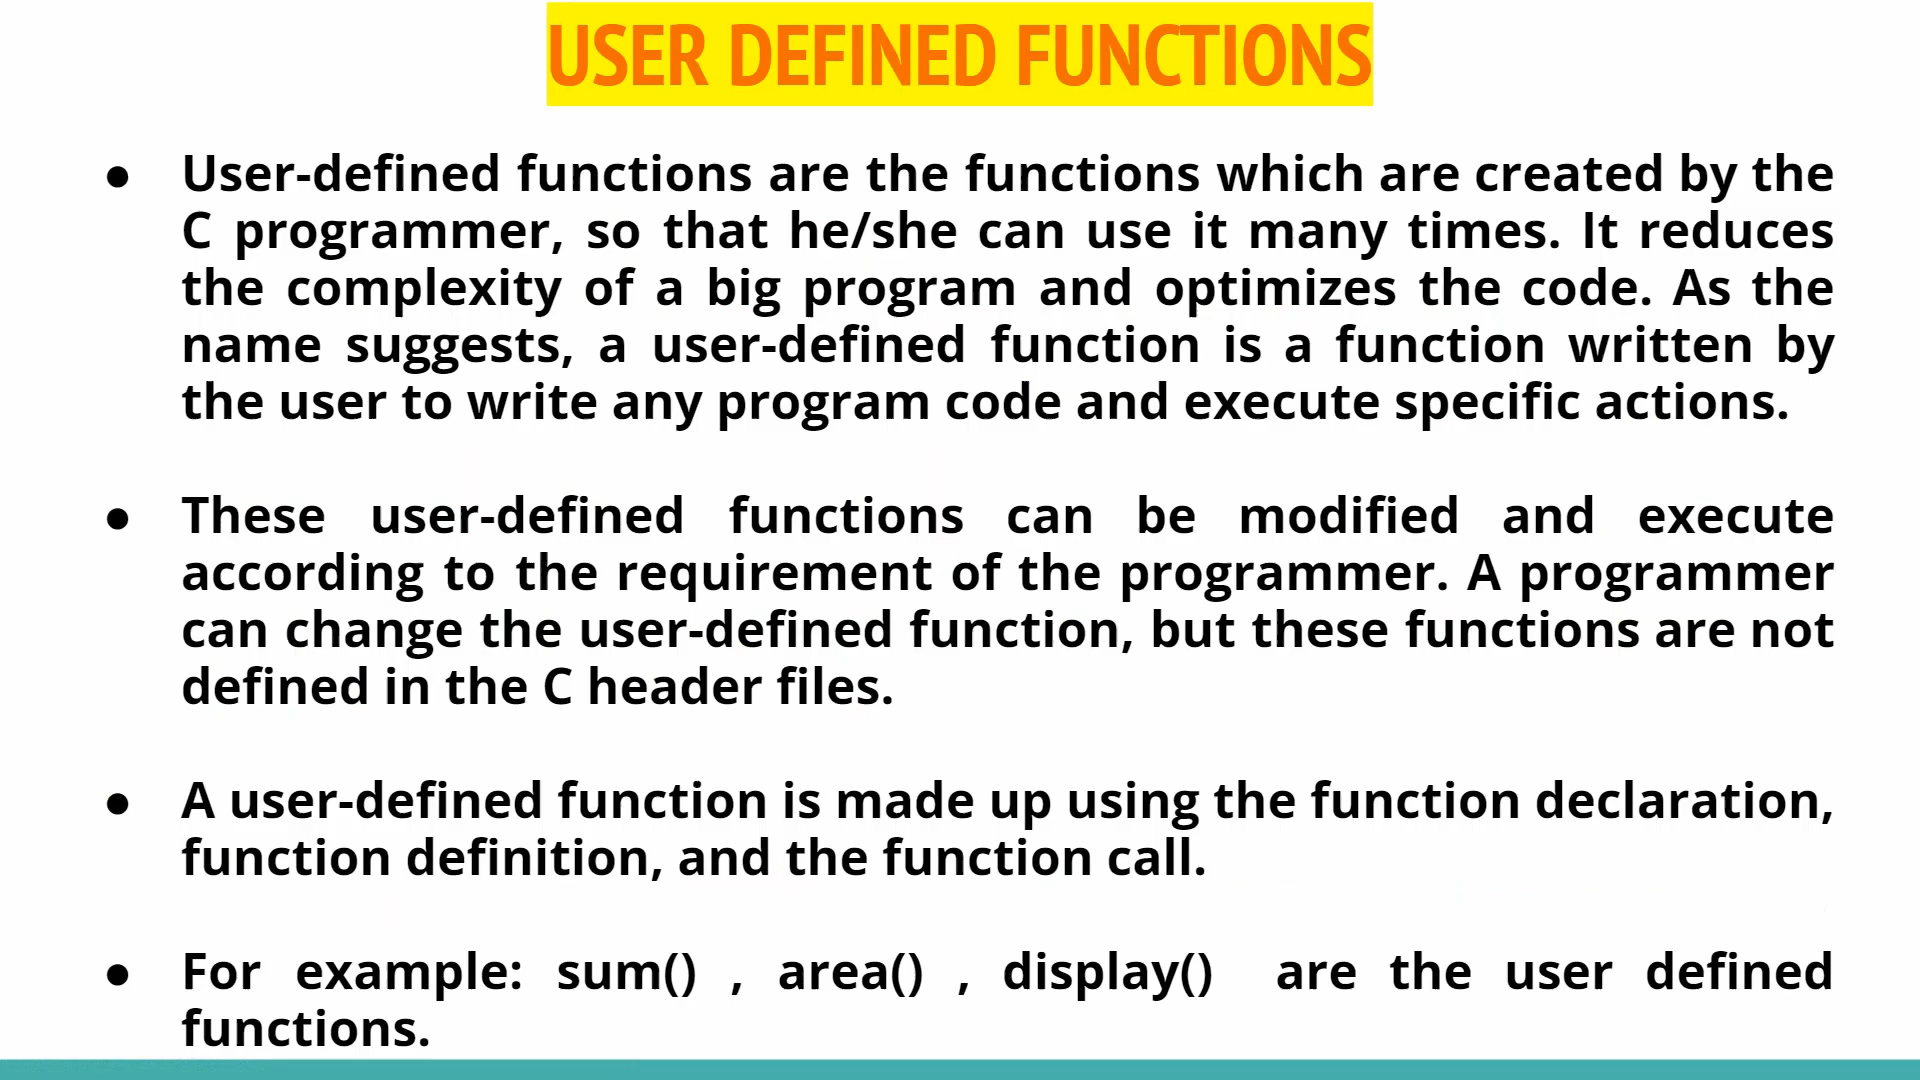 USER DEFINED FUNCTIONS
● User-defined functions are the functions which are created by the
C programmer, so that he/she can use it many times. It reduces
the complexity of a big program and optimizes the code. As the
name suggests, a user-defined function is a function written by
the user to write any program code and execute specific actions.
● These user-defined functions can be modified and execute
according to the requirement of the programmer. A programmer
can change the user-defined function, but these functions are not
defined in the C header files.
● A user-defined function is made up using the function declaration,
function definition, and the function call.
● For example: sum() , area() , display() are the user defined
functions.